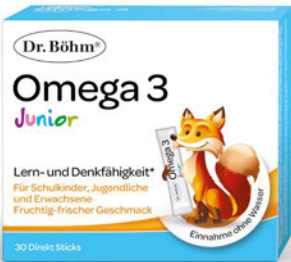 Dr. Böhm®
Omega 3
Junior
Lern- und Denkfähigkeit*
Für Schulkinder, Jugendliche
und Erwachsene
Fruchtig-frischer Geschmack
30 Direkt Sticks
Omega 3
Einnahme ohne Wasser